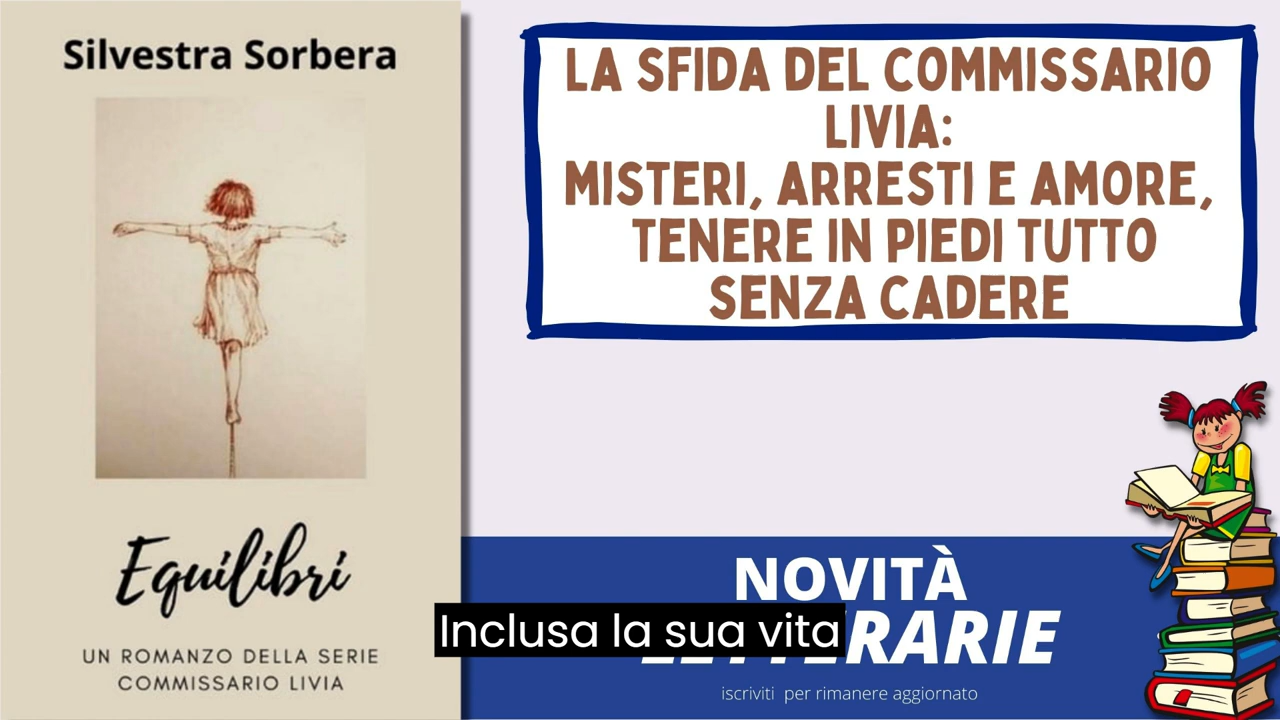 Silvestra Sorbera
Equilibri
UN ROMANZO DELLA SERIE
COMMISSARIO LIVIA
LA SFIDA DEL COMMISSARIO
LIVIA:
MISTERI, ARRESTI E AMORE,
TENERE IN PIEDI TUTTO
SENZA CADERE
NOVITÀ
LETTERARIE
Inclusa la sua vita
iscriviti per rimanere aggiornato